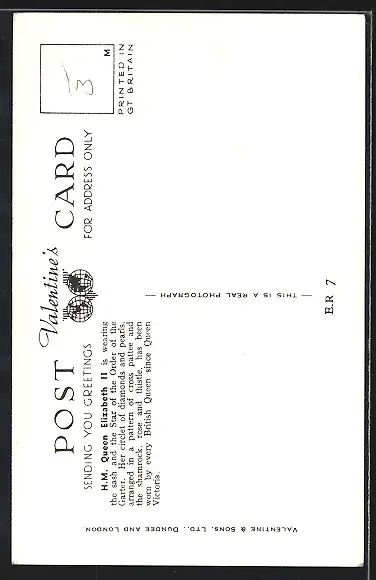 Valentine's
POST CARD
SENDING YOU GREETINGS
FOR ADDRESS ONLY
M
3
PRINTED IN
GT BRITAIN
H.M. Queen Elizabeth II is wearing
the sash and the Star of the Order of the
Garter. Her circlet of diamonds and pearls,
arranged in a pattern of cross pattee and
the shamrock, rose and thistle, has been
worn by every British Queen since Queen
Victoria.
— THIS IS A REAL PHOTOGRAPH —
E.R 7
VALENTINE & SONS, LTD., DUNDEE AND LONDON.